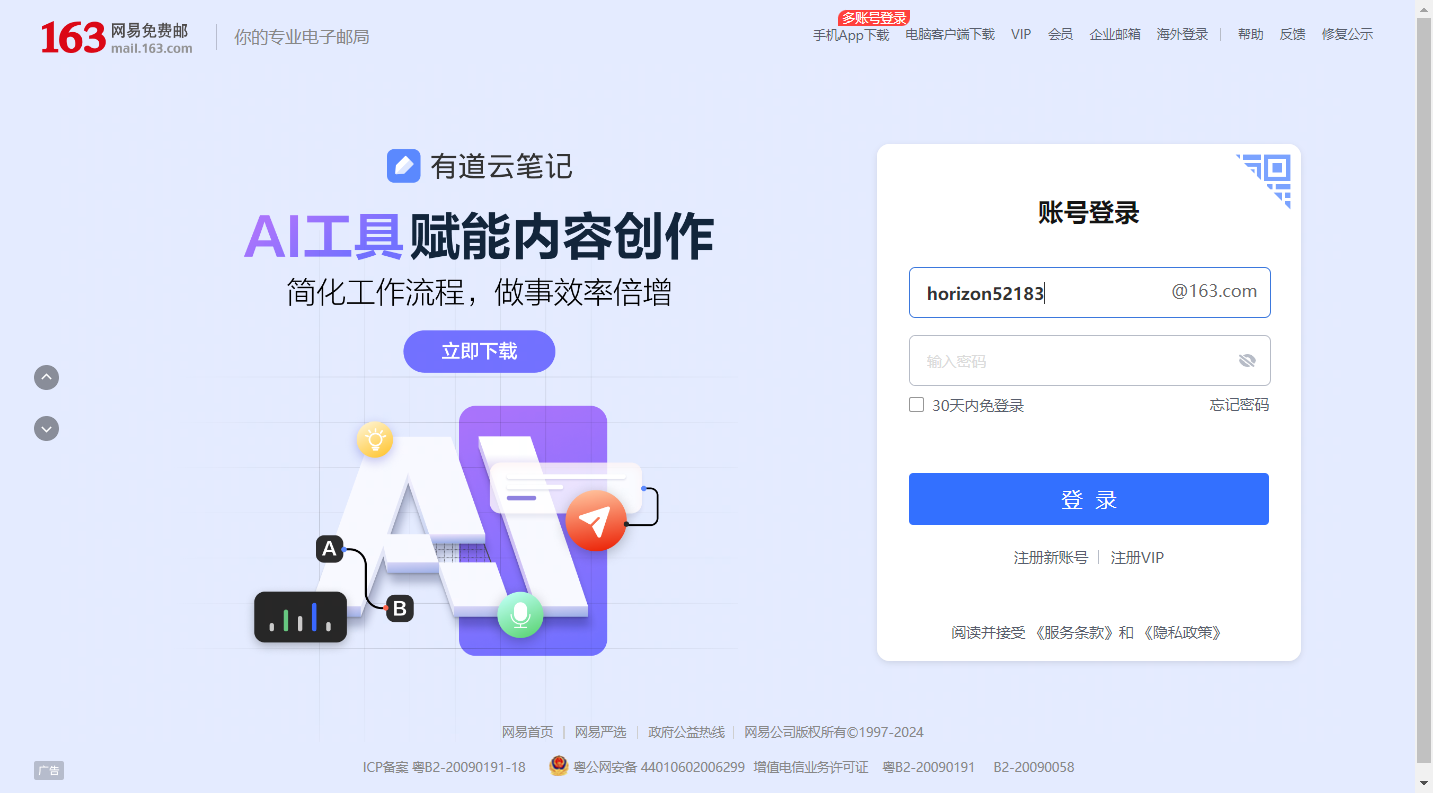 163 网易免费邮 mail.163.com 你的专业电子邮局
多账号登录
手机App下载 电脑客户端下载 VIP 会员 企业邮箱 海外登录 | 帮助 反馈 修复公示
有道云笔记
AI工具赋能内容创作
简化工作流程，做事效率倍增
立即下载
A
B
账号登录
horizon52183 @163.com
输入密码
30天内免登录 忘记密码
登 录
注册新账号 | 注册VIP
阅读并接受《服务条款》和《隐私政策》
网易首页 | 网易严选 | 政府公益热线 | 网易公司版权所有©1997-2024
广告
ICP备案 粤B2-20090191-18 粤公网安备 44010602006299 增值电信业务许可证 粤B2-20090191 B2-20090058